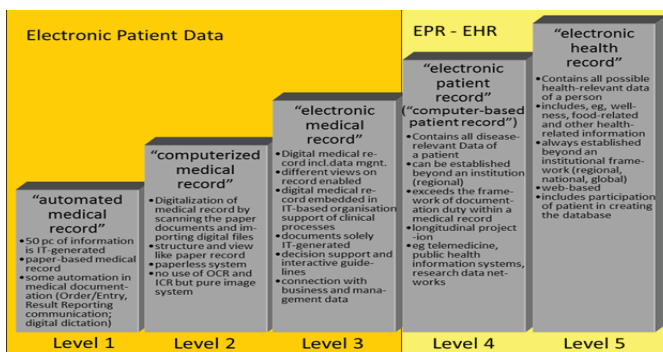 Electronic Patient Data
EPR - EHR
“automated
medical
record”
•50 pc of information
is IT-generated
•paper-based medical
record
•some automation in
medical documentat-
ion (Order/Entry,
Result Reporting
communication;
digital dictation)
Level 1
“computerized
medical
record”
•Digitalization of
medical record by
scanning the paper
documents and im-
porting digital files
•structure and view
like paper record
•paperless system
•no use of OCR and
ICR but pure image
system
Level 2
“electronic
medical
record”
•Digital medical re-
cord incl.data mgnt.
•different views on
record enabled
•digital medical re-
cord embedded in
IT-based organisation
support of clinical
processes
•documents solely
IT-generated
•decision support and
interactive guide-
lines
•connection with
business and ma-
nagement data
Level 3
“electronic
patient
record”
(“computer-based
patient record”)
•Contains all disease-
relevant Data of
a patient
•can be established
beyond an institution
(regional)
•exceeds the framework
of document-
ation duty within a
medical record
•longitudinal project
-ion
•eg telemedicine,
public health
information systems,
research data net-
works
Level 4
“electronic
health
record”
•Contains all possible
health-relevant data
of a person
•includes, eg, well-
ness, food-related
and other health-
related information
•always established
beyond an
institutional frame-
work (regional,
national, global)
•web-based
•includes participation
of patient in creating
the database
Level 5